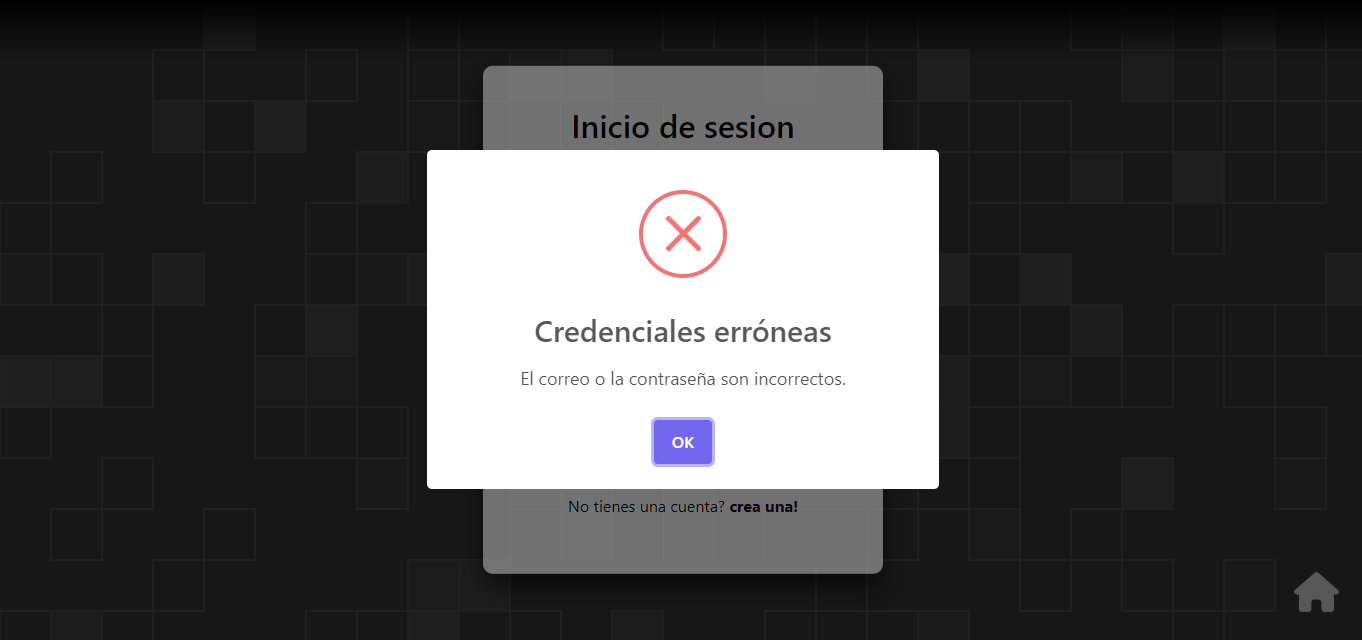 Inicio de sesion
Credenciales erróneas
El correo o la contraseña son incorrectos.
OK
No tienes una cuenta? crea una!